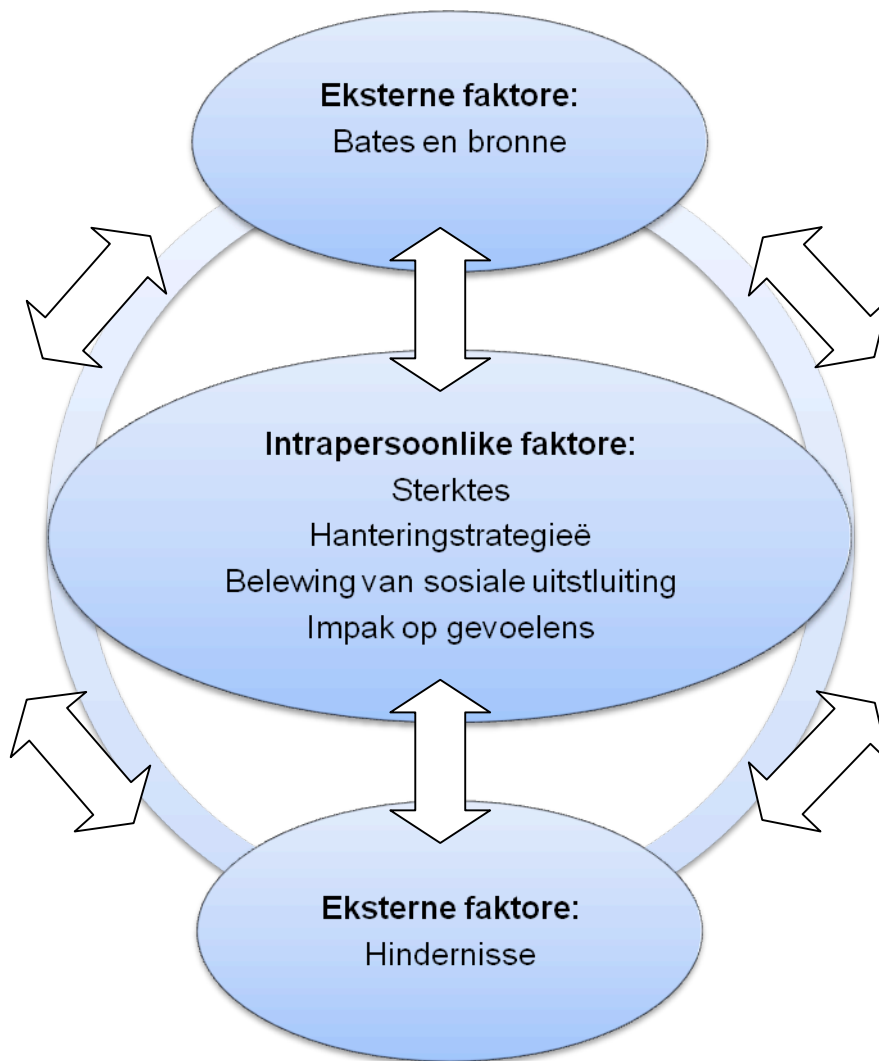 Eksterne faktore:
Bates en bronne
Intrapersoonlike faktore:
Sterktes
Hanteringstrategieë
Belewing van sosiale uitstluiting
Impak op gevoelens
Eksterne faktore:
Hindernisse